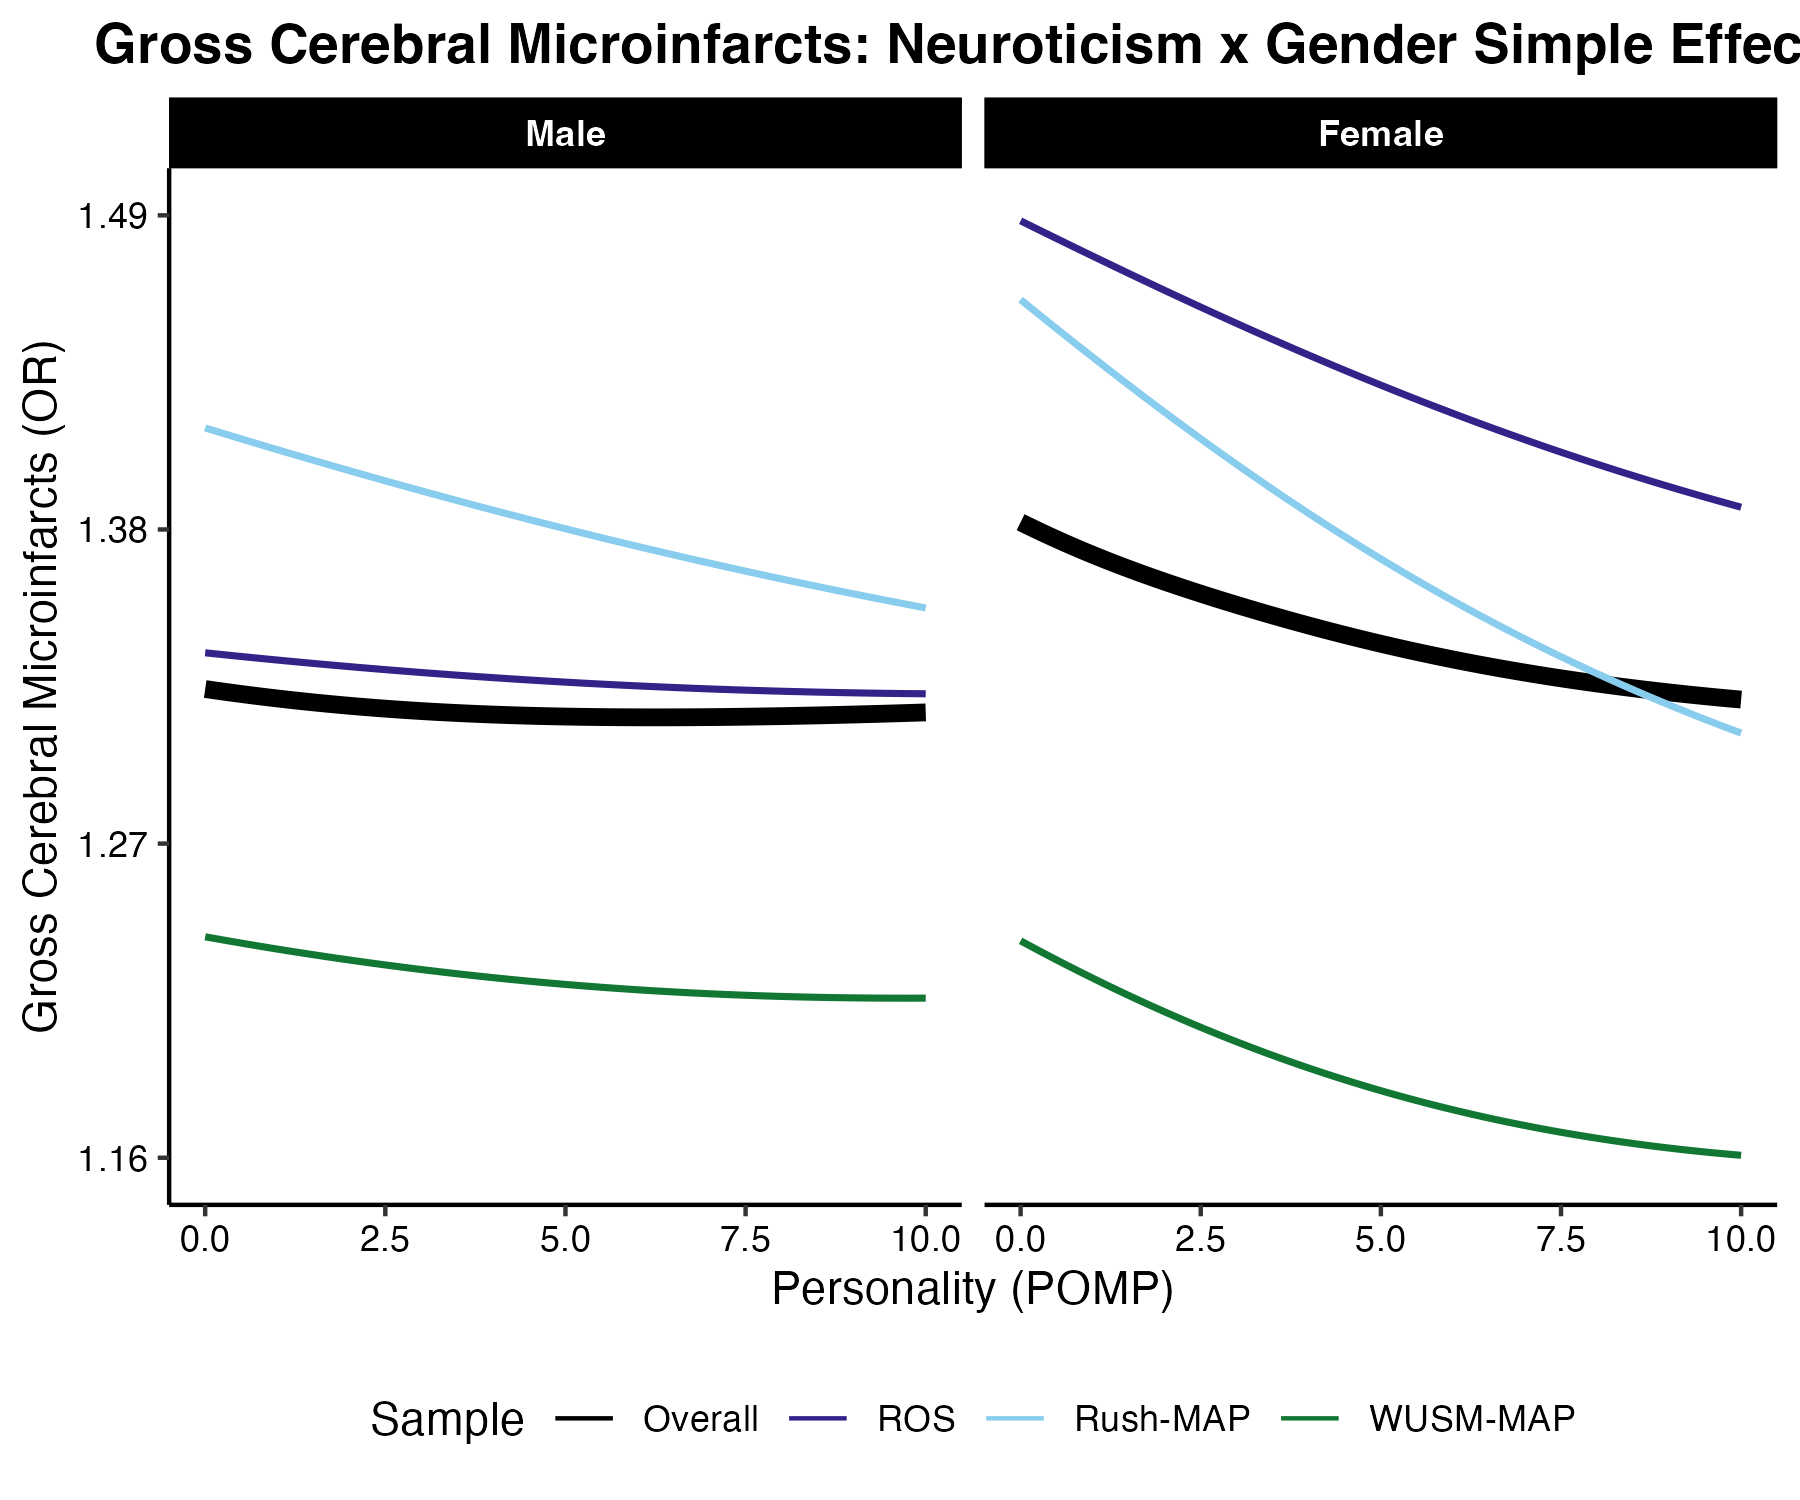 Gross Cerebral Microinfarcts: Neuroticism x Gender Simple Effec
Male
Female
Gross Cerebral Microinfarcts (OR)
1.49
1.38
1.27
1.16
0.0 2.5 5.0 7.5 10.0
0.0 2.5 5.0 7.5 10.0
Personality (POMP)
Sample Overall ROS Rush-MAP WUSM-MAP